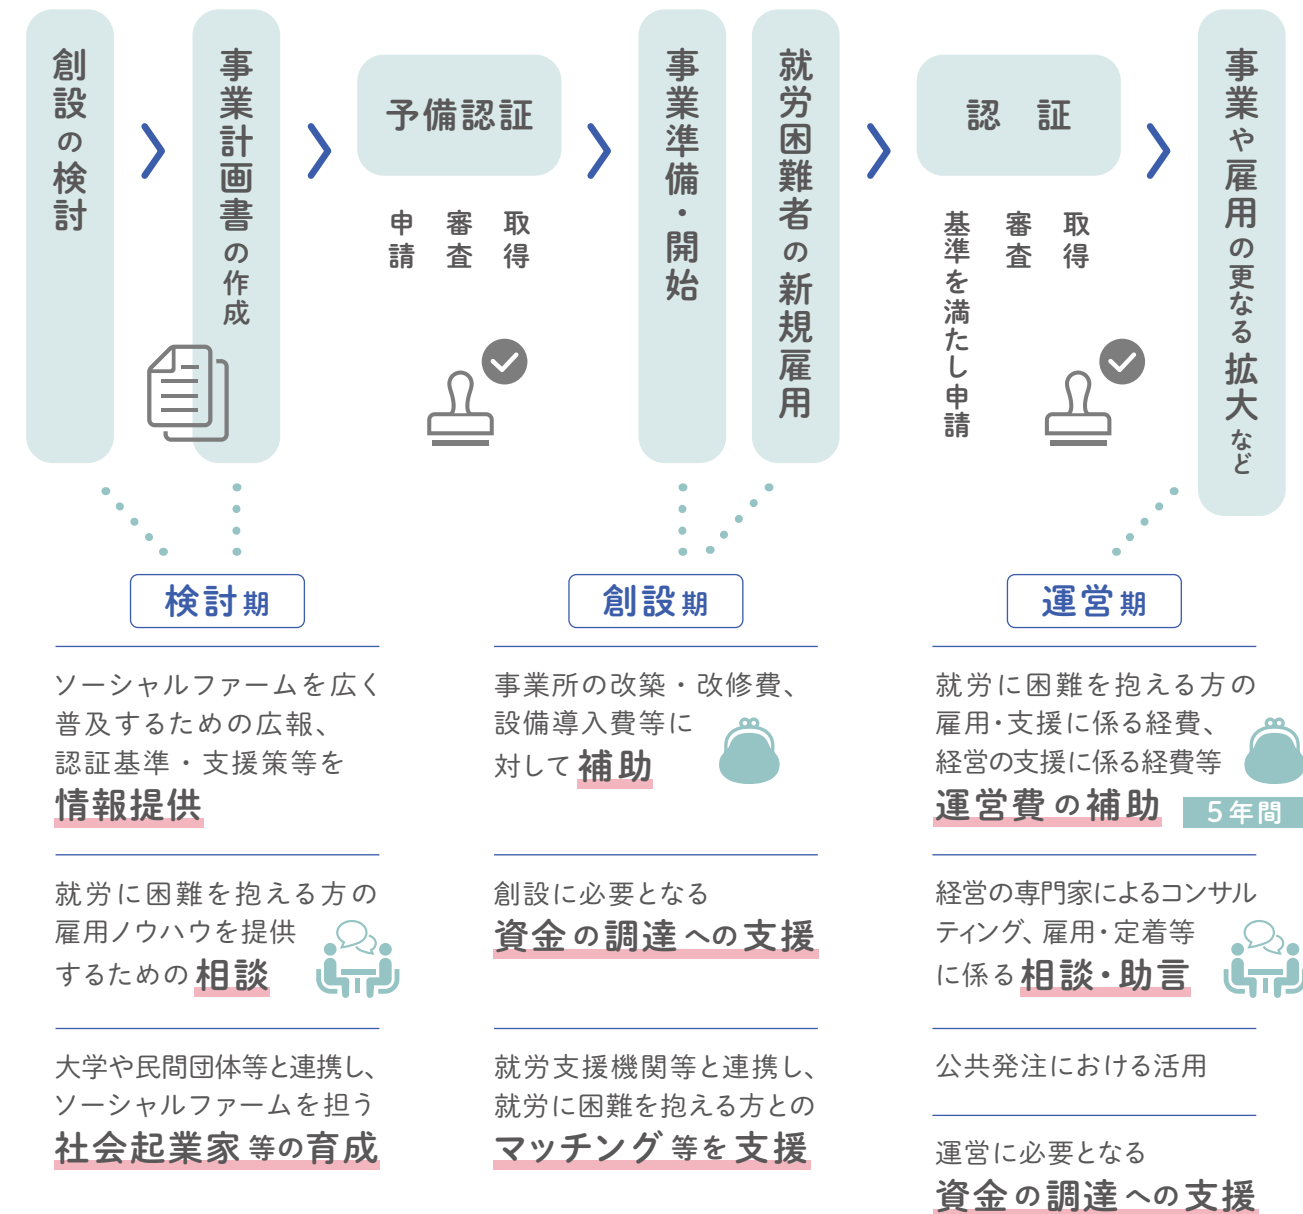 創設の検討
事業計画書の作成
予備認証
申請
審査
取得
事業準備・開始
就労困難者の新規雇用
認　証
基準を満たし申請
審査
取得
事業や雇用の更なる拡大など
検討期
ソーシャルファームを広く
普及するための広報、
認証基準・支援策等を
情報提供
就労に困難を抱える方の
雇用ノウハウを提供
するための相談
大学や民間団体等と連携し、
ソーシャルファームを担う
社会起業家等の育成
創設期
事業所の改築・改修費、
設備導入費等に
対して補助
創設に必要となる
資金の調達への支援
就労支援機関等と連携し、
就労に困難を抱える方との
マッチング等を支援
運営期
就労に困難を抱える方の
雇用・支援に係る経費、
経営の支援に係る経費等
運営費の補助
5年間
経営の専門家によるコンサル
ティング、雇用・定着等
に係る相談・助言
公共発注における活用
運営に必要となる
資金の調達への支援